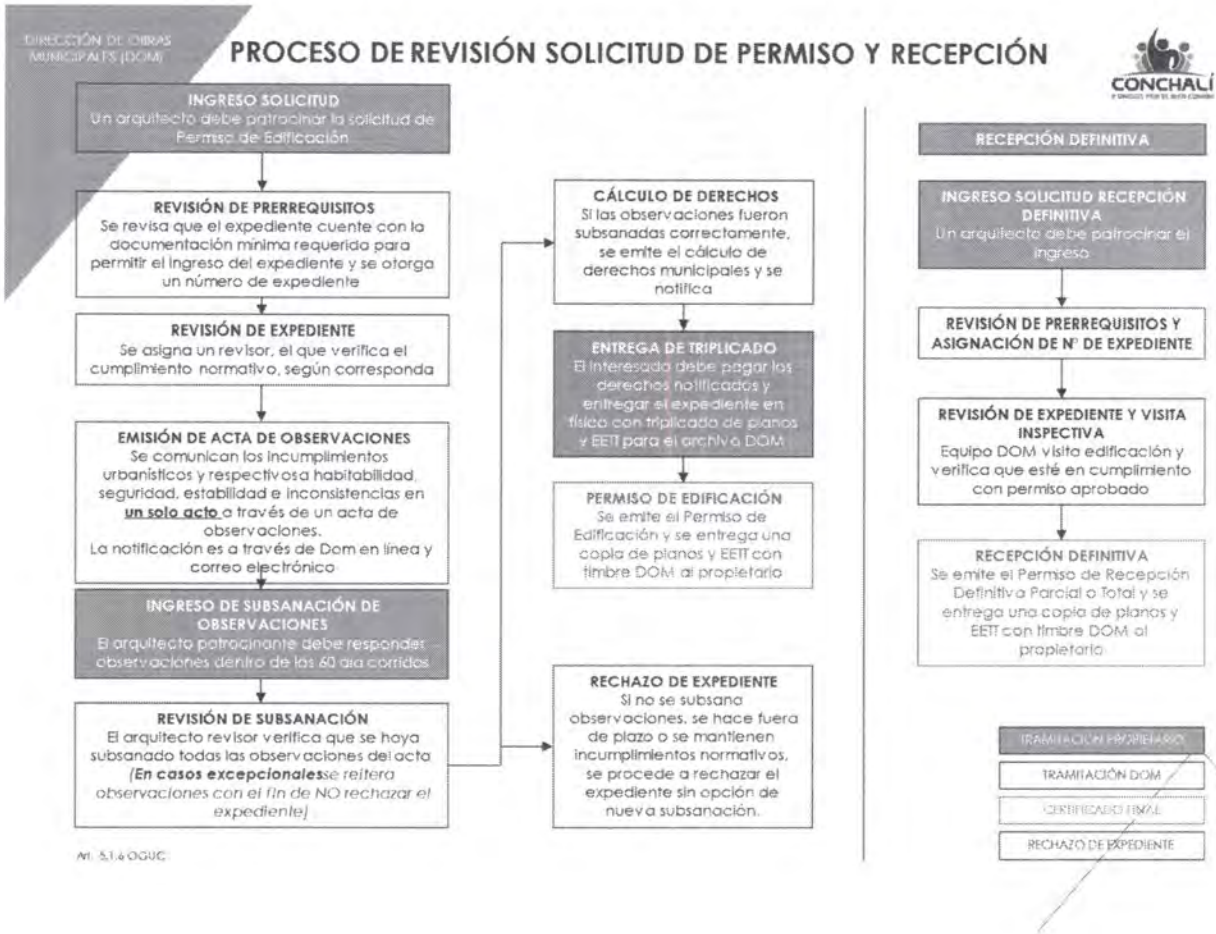 DIRECCIÓN DE OBRAS
MUNICIPALES (DOM)
PROCESO DE REVISIÓN SOLICITUD DE PERMISO Y RECEPCIÓN
CONCHALÍ
INGRESO SOLICITUD
Un arquitecto debe patrocinar la solicitud de
Permiso de Edificación
REVISIÓN DE PRERREQUISITOS
Se revisa que el expediente cuente con la
documentación mínima requerida para
permitir el ingreso del expediente y se otorga
un número de expediente
REVISIÓN DE EXPEDIENTE
Se asigna un revisor, el que verifica el
cumplimiento normativo, según corresponda
EMISIÓN DE ACTA DE OBSERVACIONES
Se comunican los incumplimientos
urbanísticos y respectivosa habitabilidad,
seguridad, estabilidad e inconsistencias en
un solo acto a través de un acta de
observaciones.
La notificación es a través de Dom en línea y
correo electrónico
INGRESO DE SUBSANACIÓN DE
OBSERVACIONES
El arquitecto patrocinante debe responder
observaciones dentro de los 60 dia corridos
REVISIÓN DE SUBSANACIÓN
El arquitecto revisor verifica que se haya
subsanado todas las observaciones del acta
(En casos excepcionales se reitera
observaciones con el fin de NO rechazar el
expediente)
Art. 5.1.6 OGUC
CÁLCULO DE DERECHOS
Si las observaciones fueron
subsanadas correctamente,
se emite el cálculo de
derechos municipales y se
notifica
ENTREGA DE TRIPLICADO
El interesado debe pagar los
derechos notificados y
entregar el expediente en
físico con triplicado de planos
y EETT para el archivo DOM
PERMISO DE EDIFICACIÓN
Se emite el Permiso de
Edificación y se entrega una
copia de planos y EETT con
timbre DOM al propietario
RECHAZO DE EXPEDIENTE
Si no se subsana
observaciones, se hace fuera
de plazo o se mantienen
incumplimientos normativos,
se procede a rechazar el
expediente sin opción de
nueva subsanación.
RECEPCIÓN DEFINITIVA
INGRESO SOLICITUD RECEPCIÓN
DEFINITIVA
Un arquitecto debe patrocinar el
ingreso
REVISIÓN DE PRERREQUISITOS Y
ASIGNACIÓN DE N° DE EXPEDIENTE
REVISIÓN DE EXPEDIENTE Y VISITA
INSPECTIVA
Equipo DOM visita edificación y
verifica que esté en cumplimiento
con permiso aprobado
RECEPCIÓN DEFINITIVA
Se emite el Permiso de Recepción
Definitiva Parcial o Total y se
entrega una copia de planos y
EETT con timbre DOM al
propietario
TRAMITACIÓN PROPIETARIO
TRAMITACIÓN DOM
CERTIFICADO FINAL
RECHAZO DE EXPEDIENTE